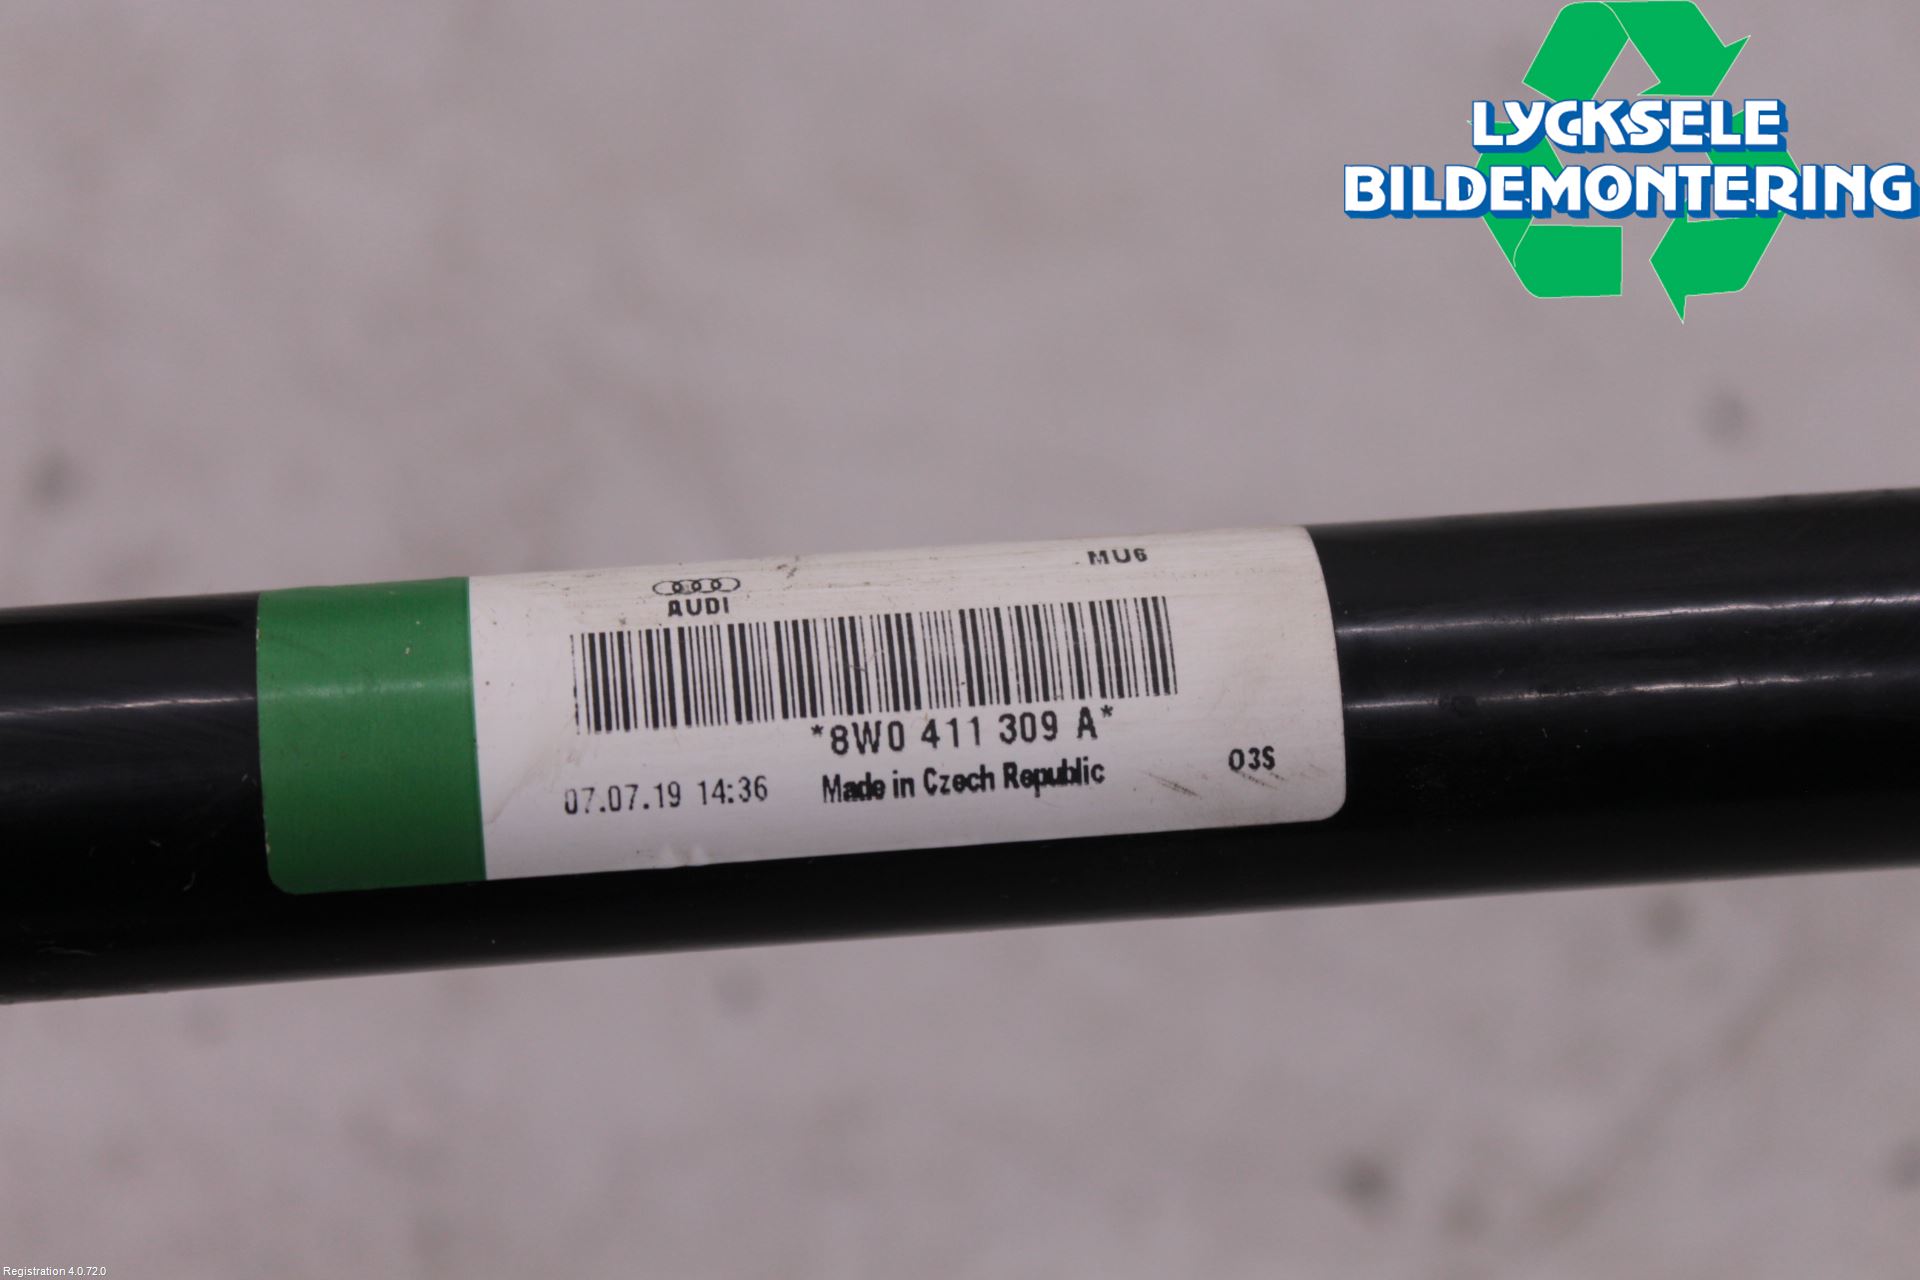 LYCKSELE
BILDEMONTERING
MU6
AUDI
*8W0 411 309 A*
07.07.19 14:36 Made in Czech Republic 03S
Registration 4.0.72.0